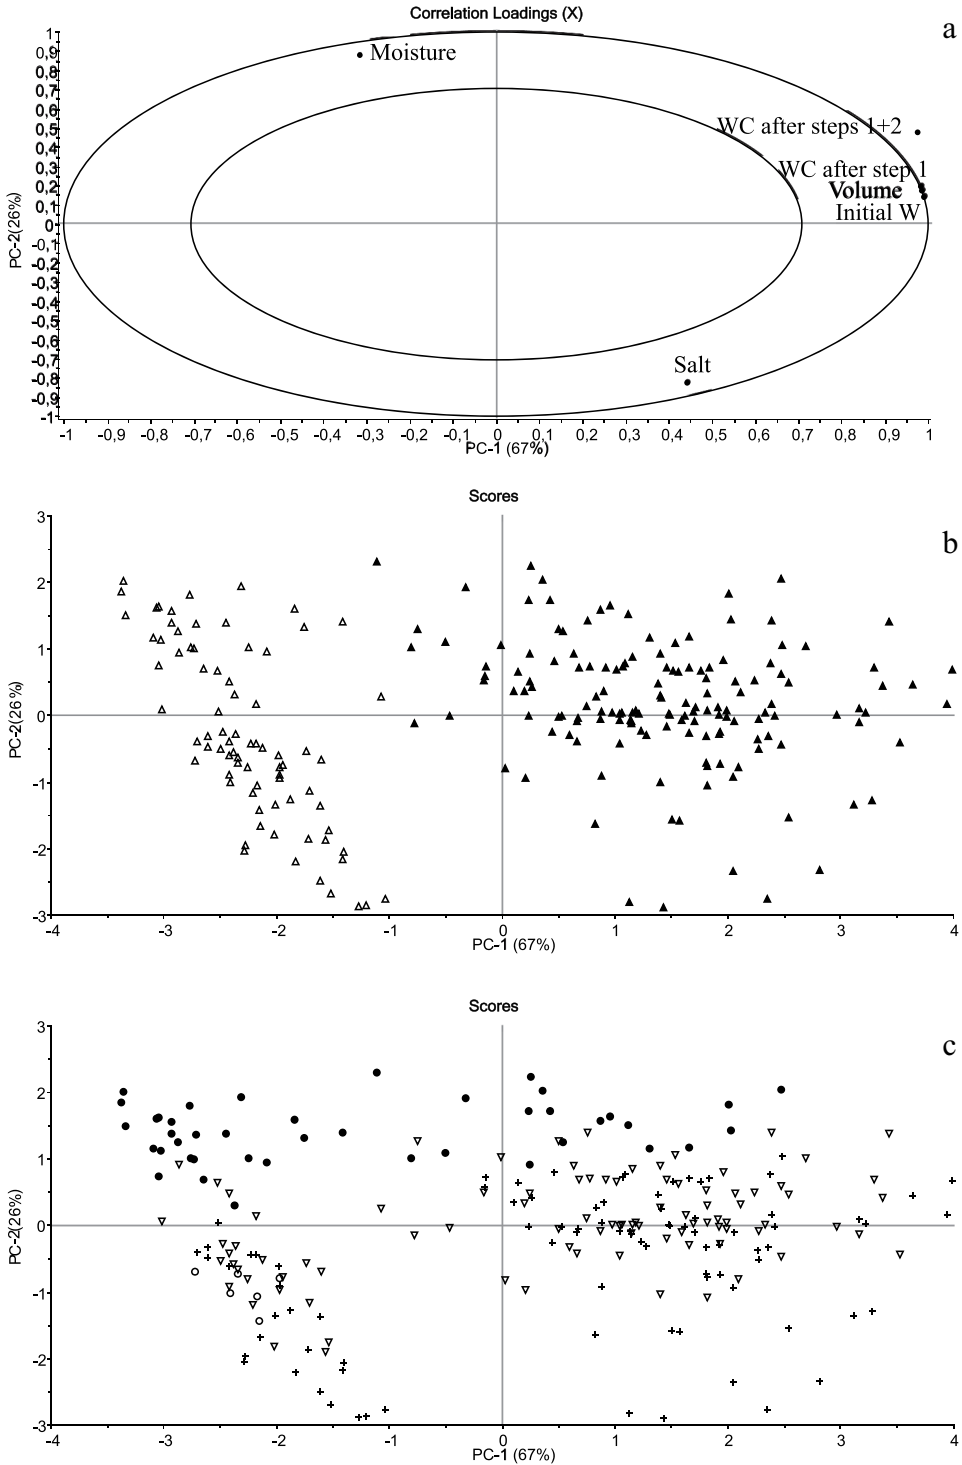 Correlation Loadings (X)
a
1
0,9
0,8
0,7
0,6
0,5
0,4
0,3
0,2
0,1
0
-0,1
-0,2
-0,3
-0,4
-0,5
-0,6
-0,7
-0,8
-0,9
-1
PC-2(26%)
Moisture
WC after steps 1+2
WC after step 1
Volume
Initial W
Salt
-1 -0,9 -0,8 -0,7 -0,6 -0,5 -0,4 -0,3 -0,2 -0,1 0 0,1 0,2 0,3 0,4 0,5 0,6 0,7 0,8 0,9 1
PC-1 (67%)
Scores
b
3
2
1
0
-1
-2
-3
PC-2(26%)
-4 -3 -2 -1 0 1 2 3 4
PC-1 (67%)
Scores
c
3
2
1
0
-1
-2
-3
PC-2(26%)
-4 -3 -2 -1 0 1 2 3 4
PC-1 (67%)